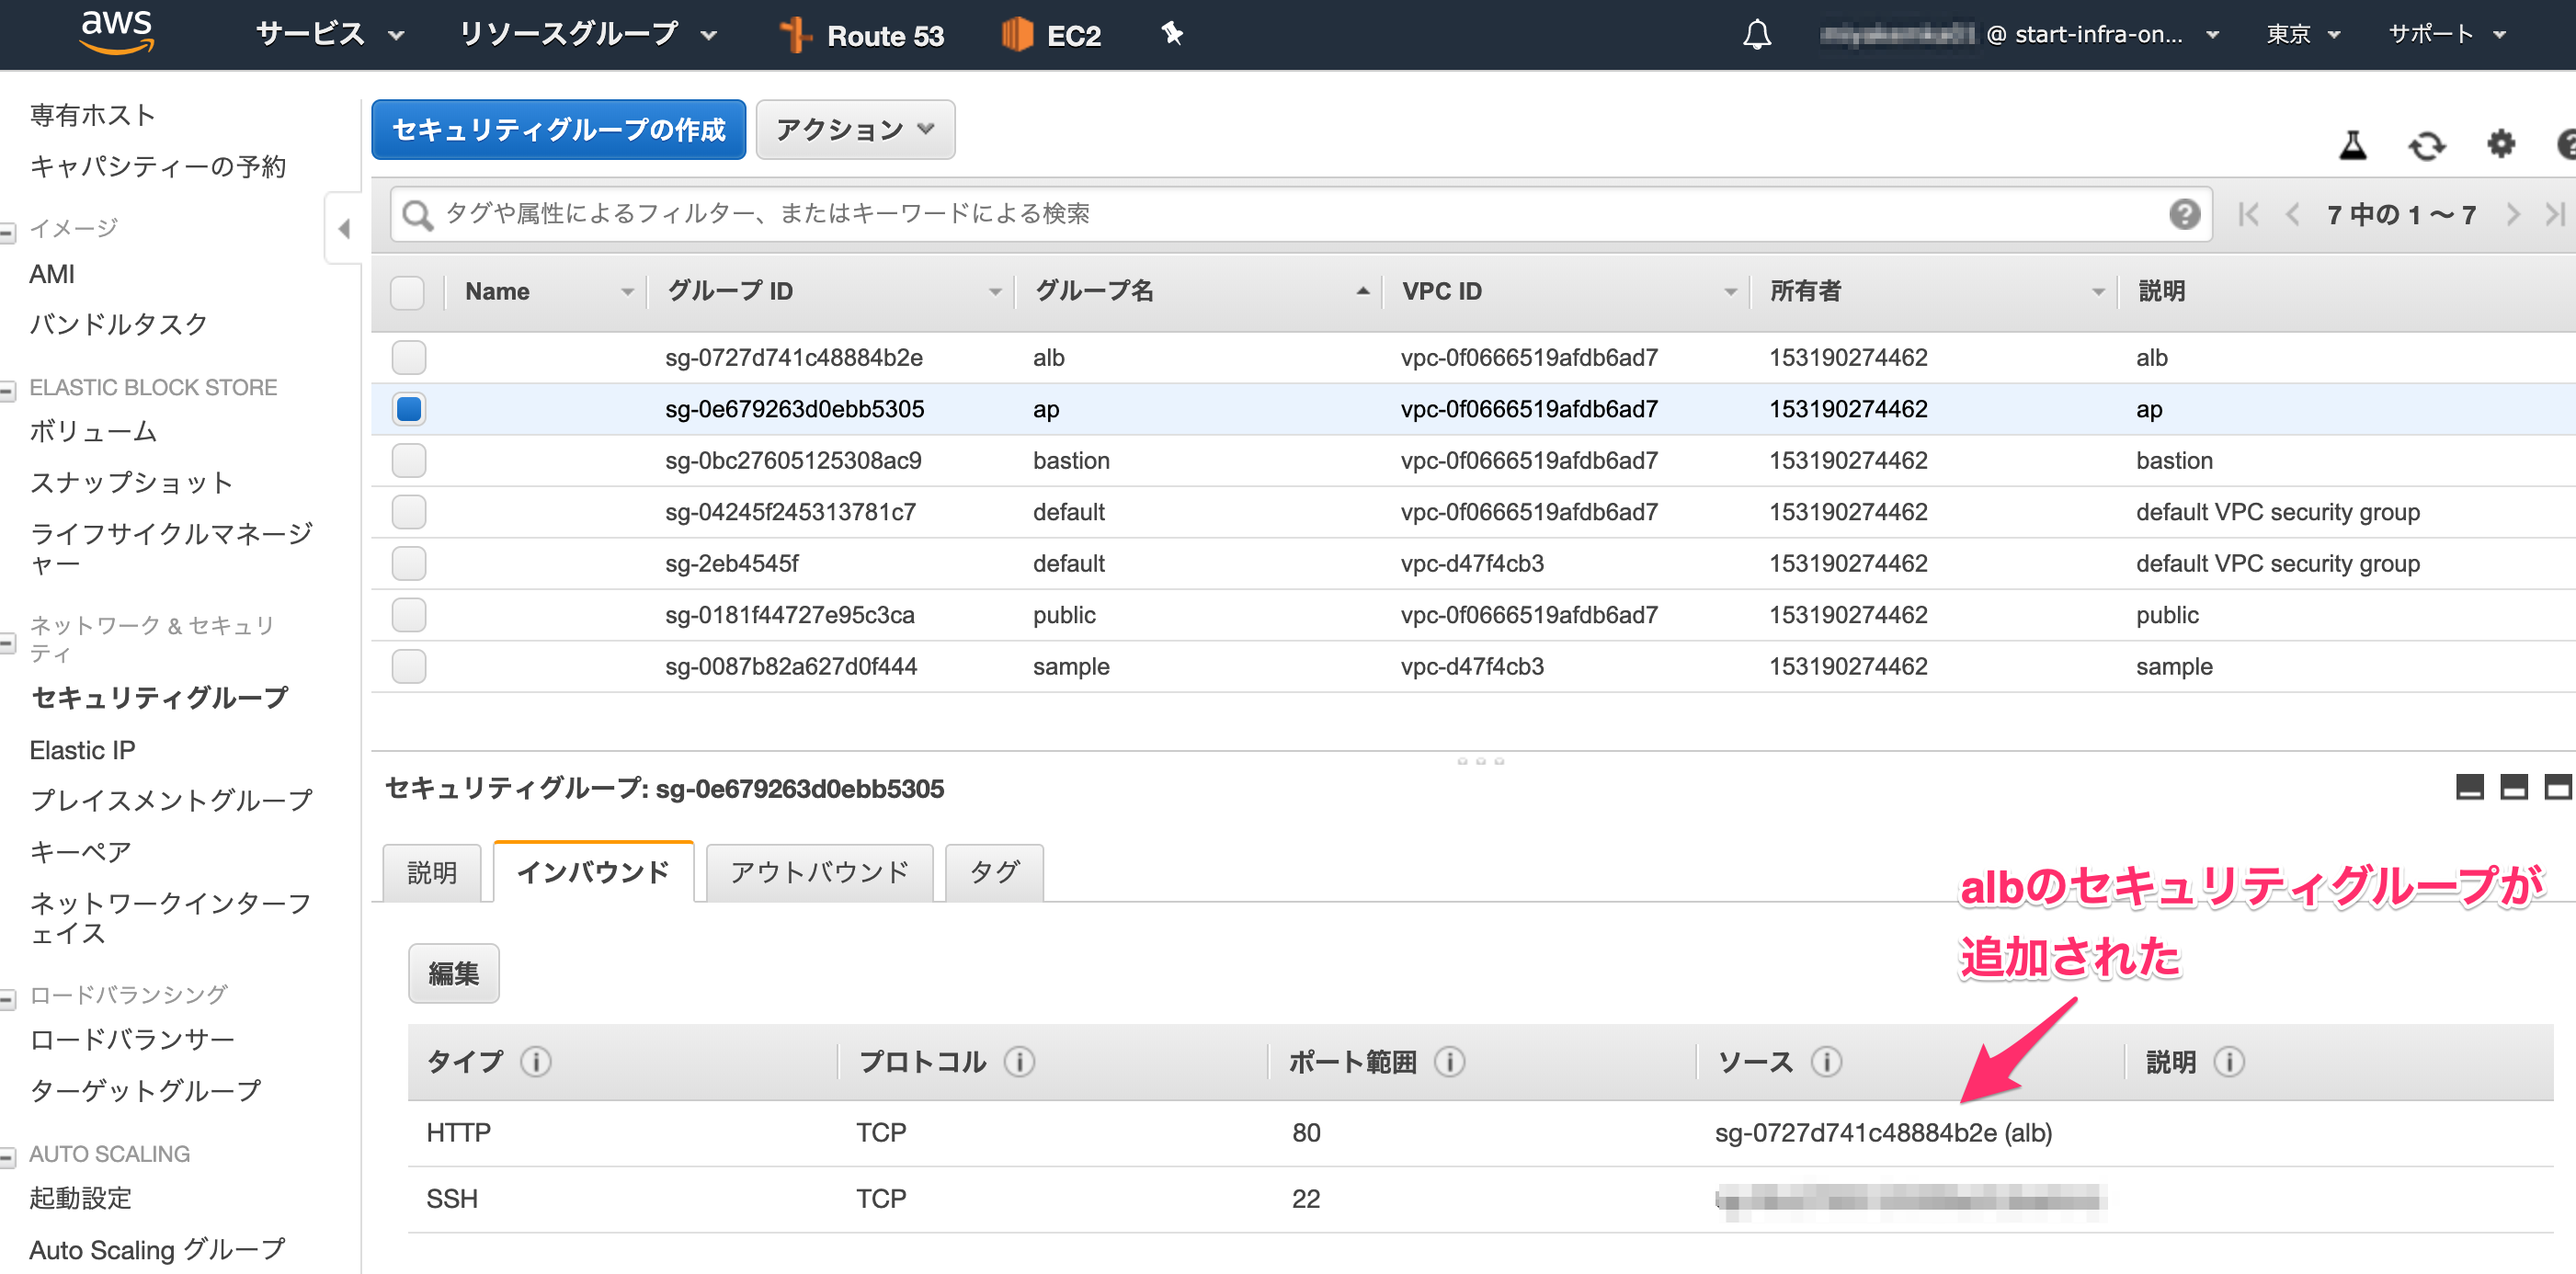 aws サービス リソースグループ Route 53 EC2 @ start-infra-on... 東京 サポート
専有ホスト
キャパシティーの予約
イメージ
AMI
バンドルタスク
ELASTIC BLOCK STORE
ボリューム
スナップショット
ライフサイクルマネージ
ャー
ネットワーク & セキュリ
ティ
セキュリティグループ
Elastic IP
プレイスメントグループ
キーペア
ネットワークインターフ
ェイス
ロードバランシング
ロードバランサー
ターゲットグループ
AUTO SCALING
起動設定
Auto Scaling グループ
セキュリティグループの作成 アクション
タグや属性によるフィルター、またはキーワードによる検索 7 中の 1 ~ 7
Name グループ ID グループ名 VPC ID 所有者 説明
sg-0727d741c48884b2e alb vpc-0f0666519afdb6ad7 153190274462 alb
sg-0e679263d0ebb5305 ap vpc-0f0666519afdb6ad7 153190274462 ap
sg-0bc27605125308ac9 bastion vpc-0f0666519afdb6ad7 153190274462 bastion
sg-04245f245313781c7 default vpc-0f0666519afdb6ad7 153190274462 default VPC security group
sg-2eb4545f default vpc-d47f4cb3 153190274462 default VPC security group
sg-0181f44727e95c3ca public vpc-0f0666519afdb6ad7 153190274462 public
sg-0087b82a627d0f444 sample vpc-d47f4cb3 153190274462 sample
セキュリティグループ: sg-0e679263d0ebb5305
説明 インバウンド アウトバウンド タグ
albのセキュリティグループが
追加された
編集
タイプ プロトコル ポート範囲 ソース 説明
HTTP TCP 80 sg-0727d741c48884b2e (alb)
SSH TCP 22